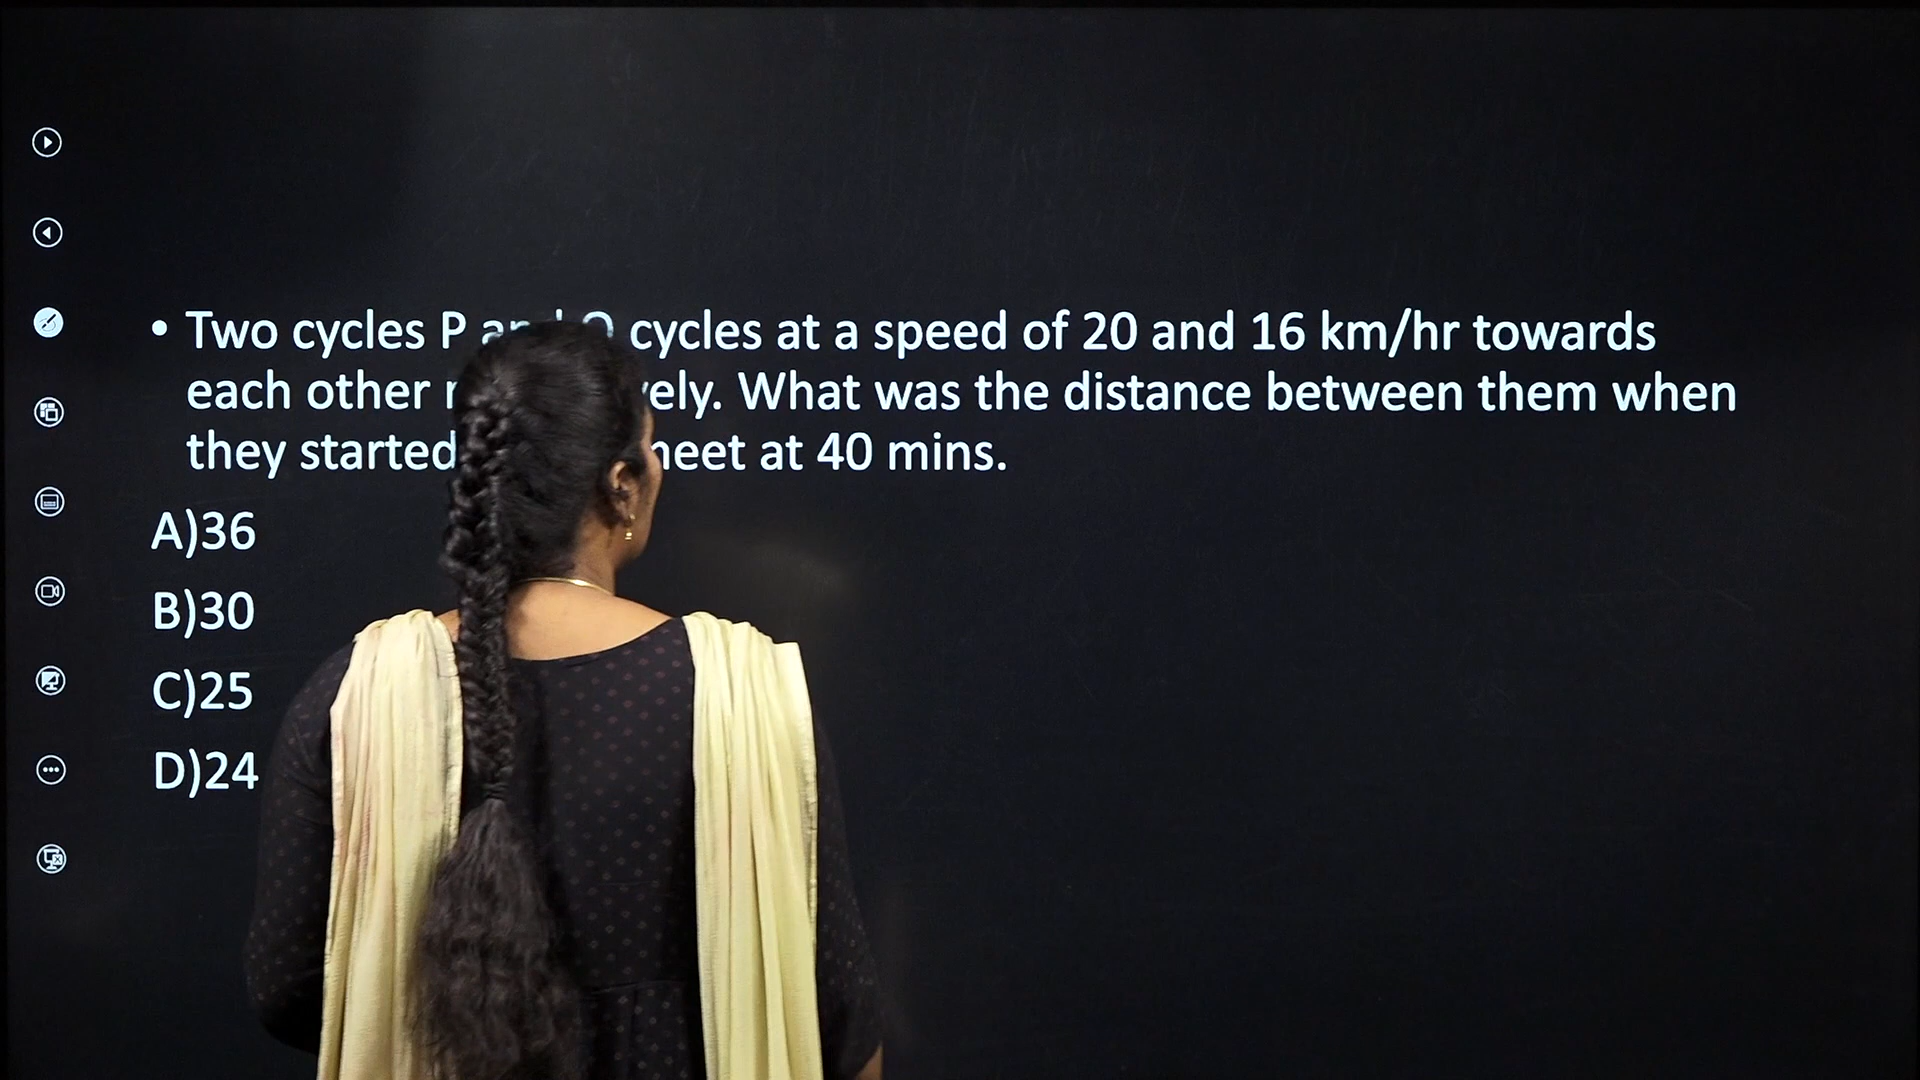 • Two cycles P cycles at a speed of 20 and 16 km/hr towards
each other What was the distance between them when
they started at 40 mins.
A)36
B)30
C)25
D)24